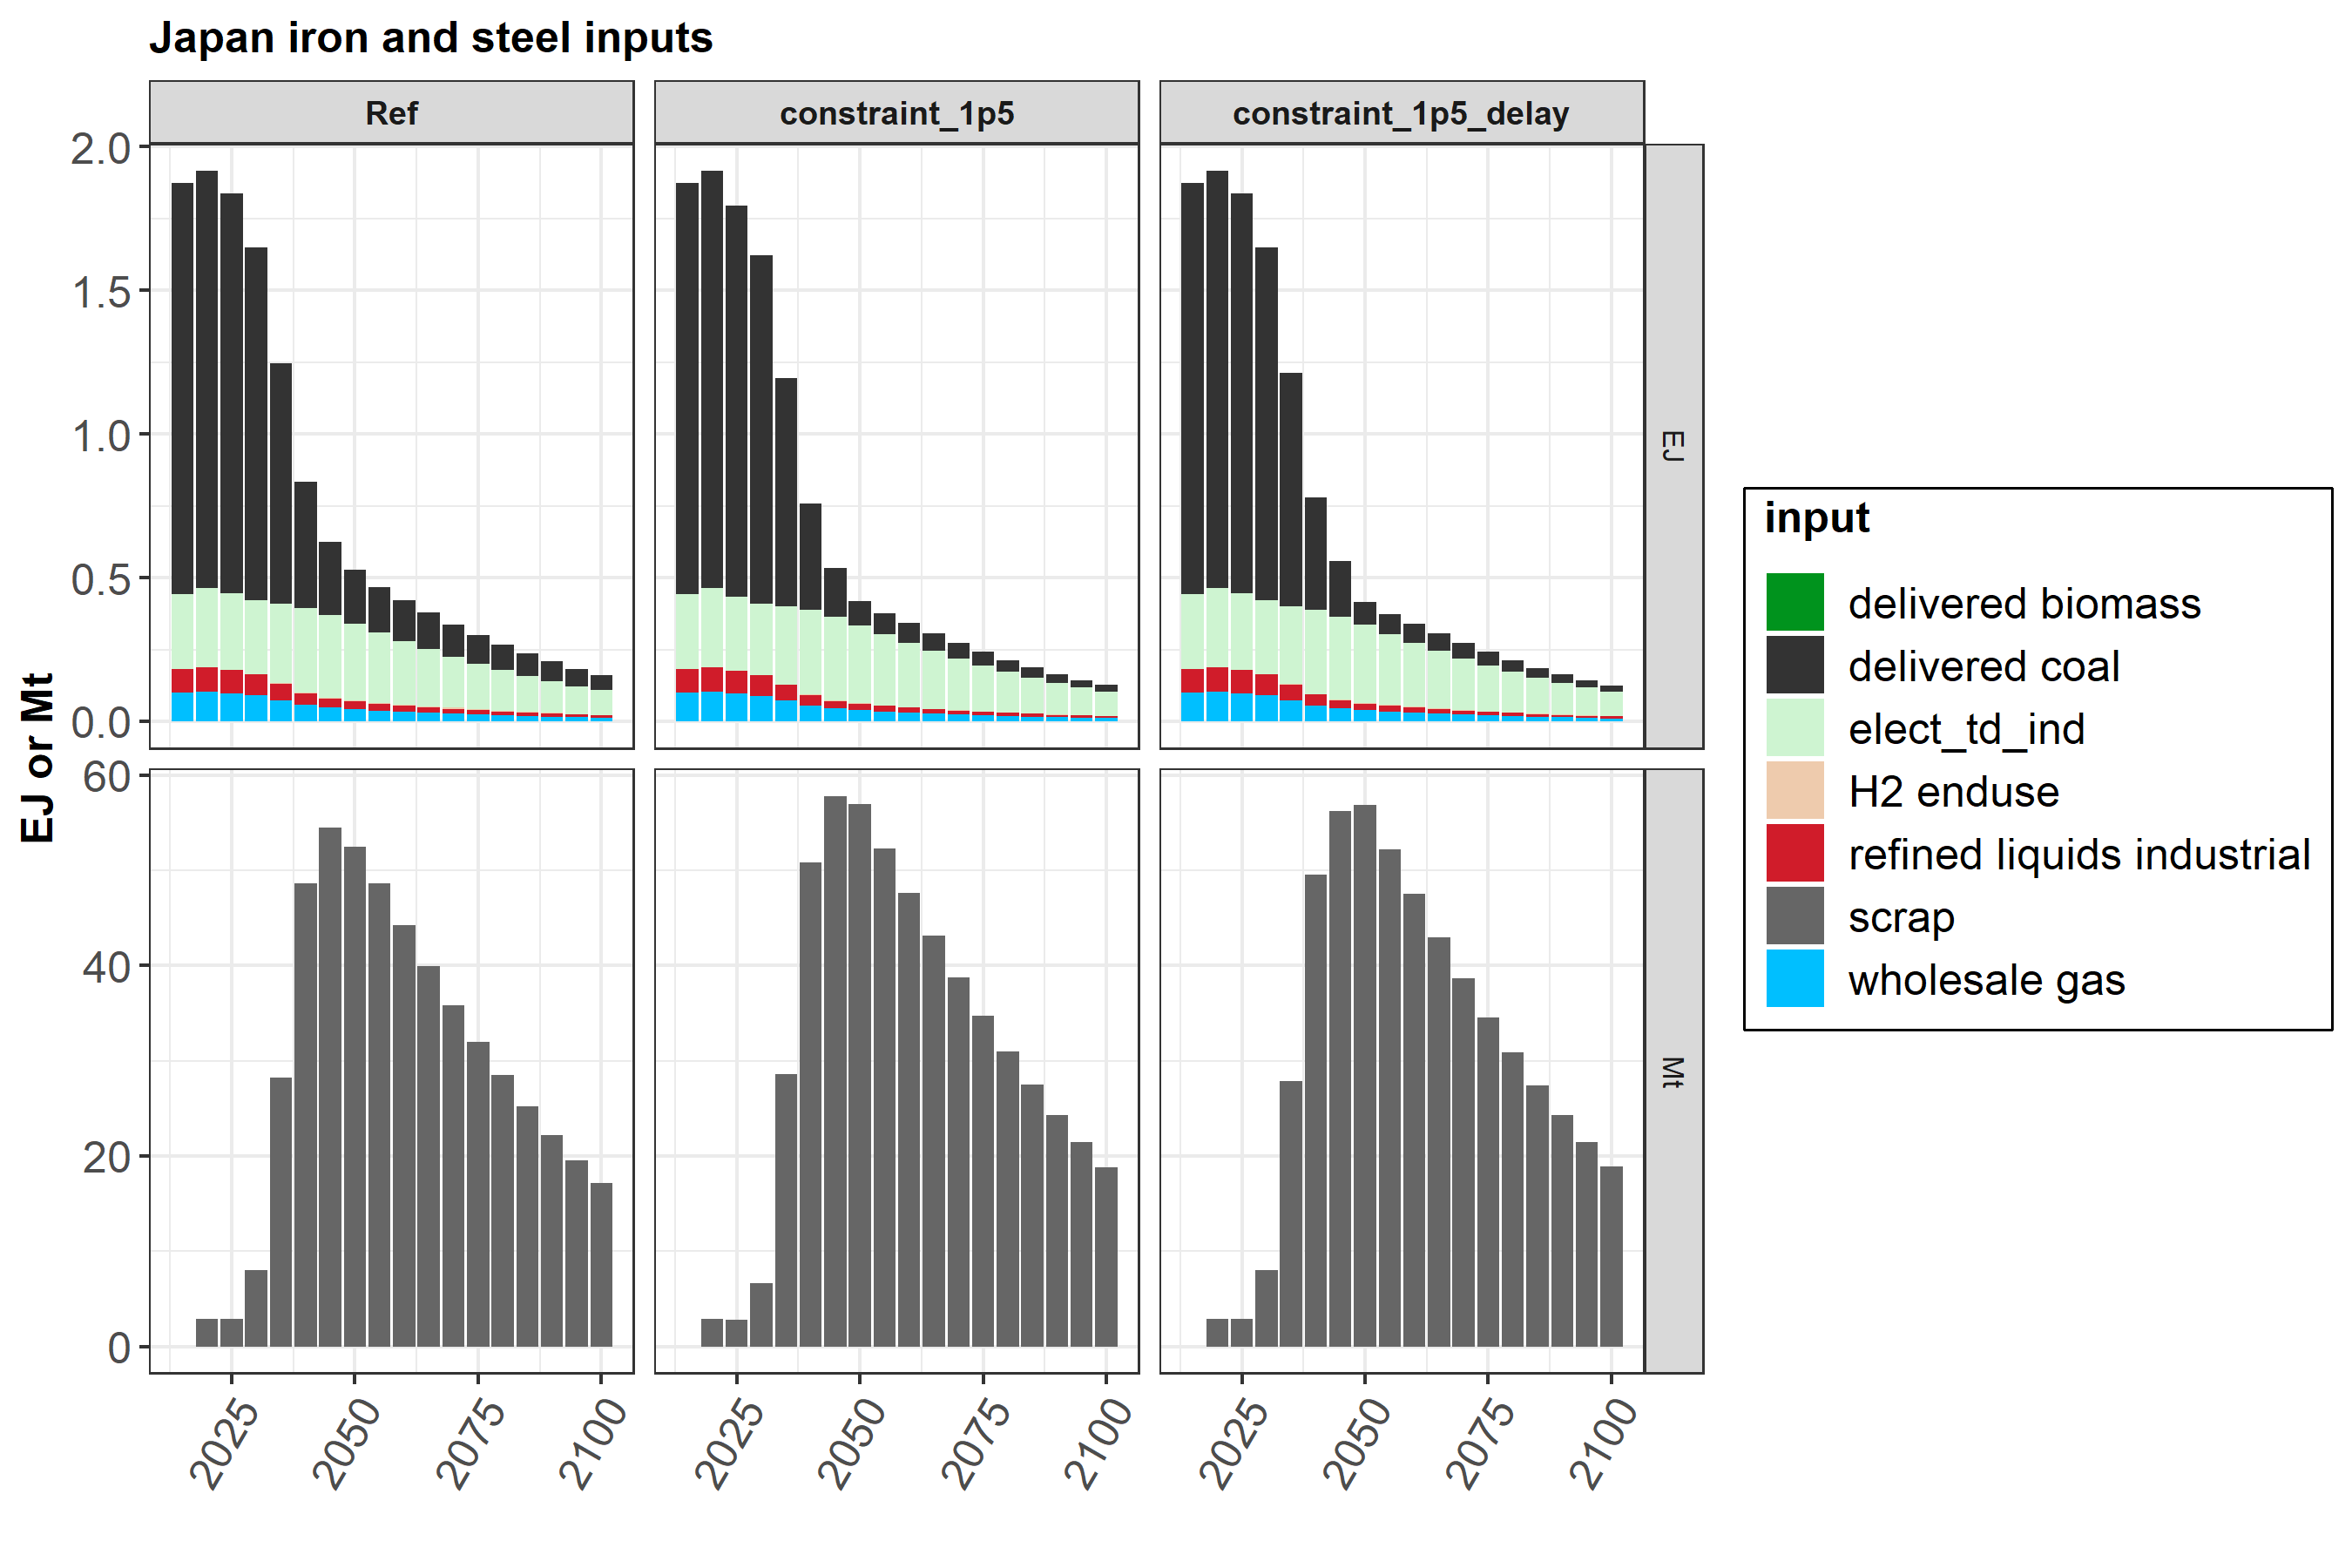 Japan iron and steel inputs
Ref
constraint_1p5
constraint_1p5_delay
EJ or Mt
2.0
1.5
1.0
0.5
0.0
EJ
60
40
20
0
Mt
2025
2050
2075
2100
2025
2050
2075
2100
2025
2050
2075
2100
input
delivered biomass
delivered coal
elect_td_ind
H2 enduse
refined liquids industrial
scrap
wholesale gas